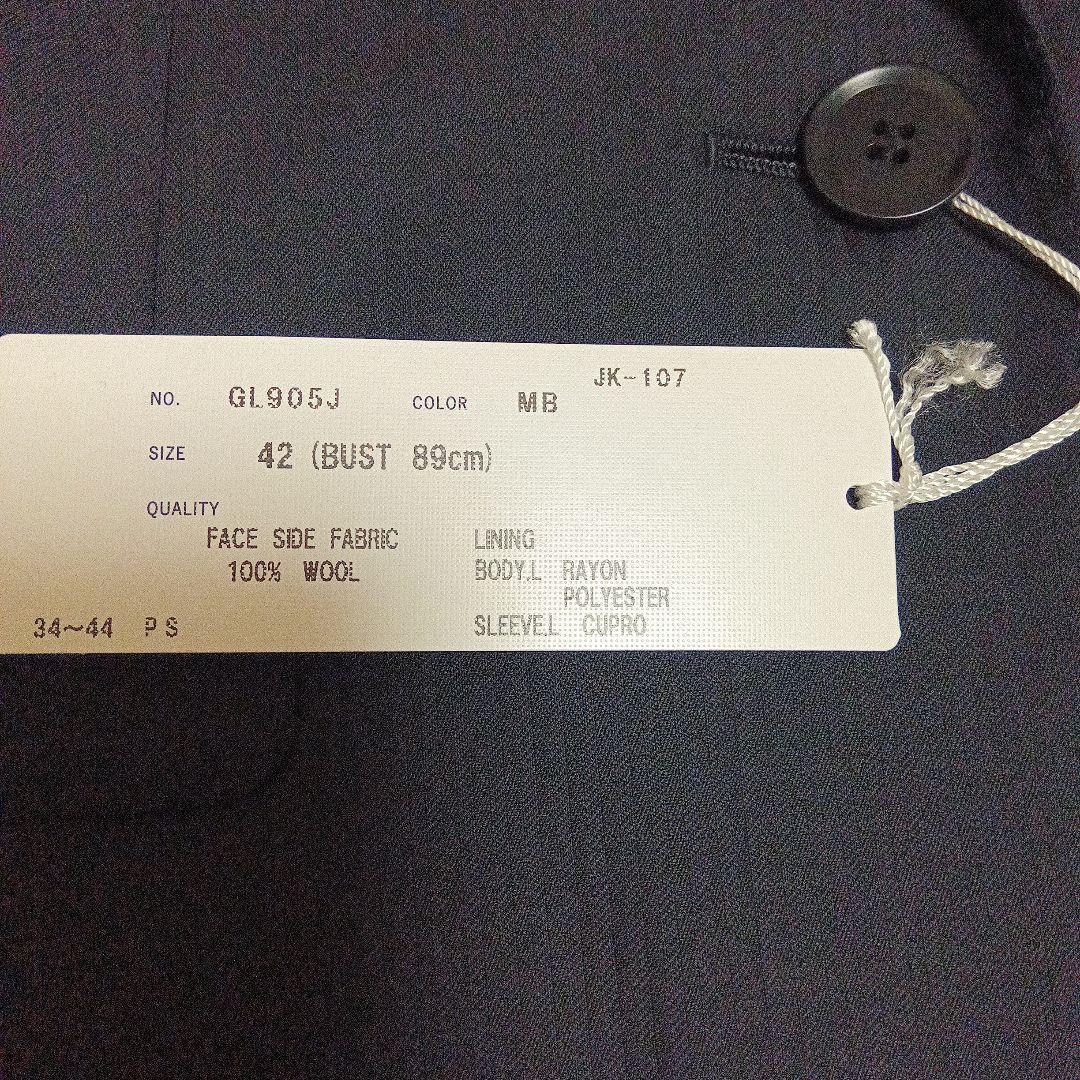 JK-107
NO. GL905J COLOR MB
SIZE 42 (BUST 89cm)
QUALITY
FACE SIDE FABRIC LINING
100% WOOL BODY.L RAYON
POLYESTER
34~44 PS SLEEVE.L CUPRO